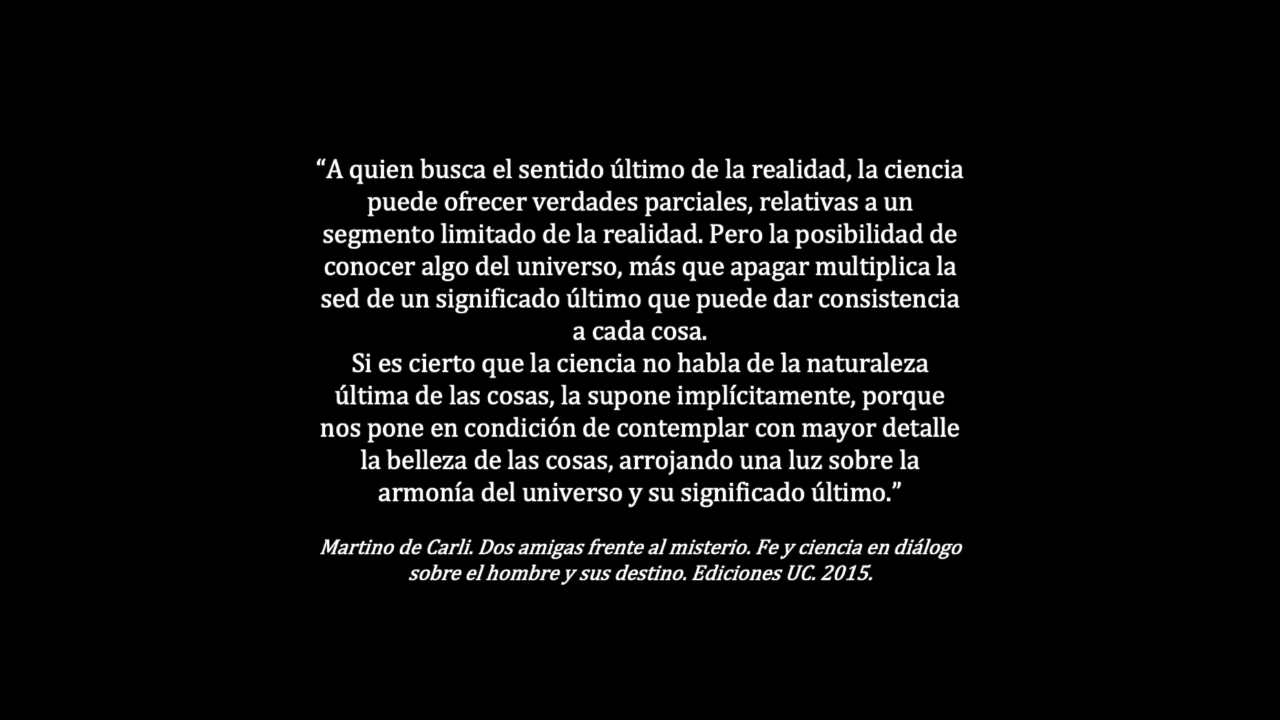 “A quien busca el sentido último de la realidad, la ciencia
puede ofrecer verdades parciales, relativas a un
segmento limitado de la realidad. Pero la posibilidad de
conocer algo del universo, más que apagar multiplica la
sed de un significado último que puede dar consistencia
a cada cosa.
Si es cierto que la ciencia no habla de la naturaleza
última de las cosas, la supone implícitamente, porque
nos pone en condición de contemplar con mayor detalle
la belleza de las cosas, arrojando una luz sobre la
armonía del universo y su significado último.”
Martino de Carli. Dos amigas frente al misterio. Fe y ciencia en diálogo
sobre el hombre y sus destino. Ediciones UC. 2015.